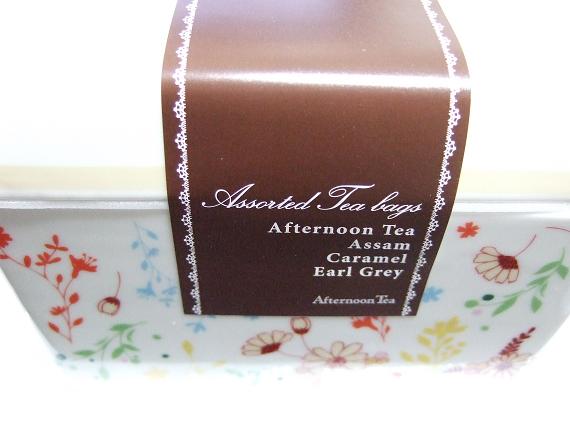 Assorted Tea bags
Afternoon Tea
Assam
Caramel
Earl Grey
Afternoon Tea